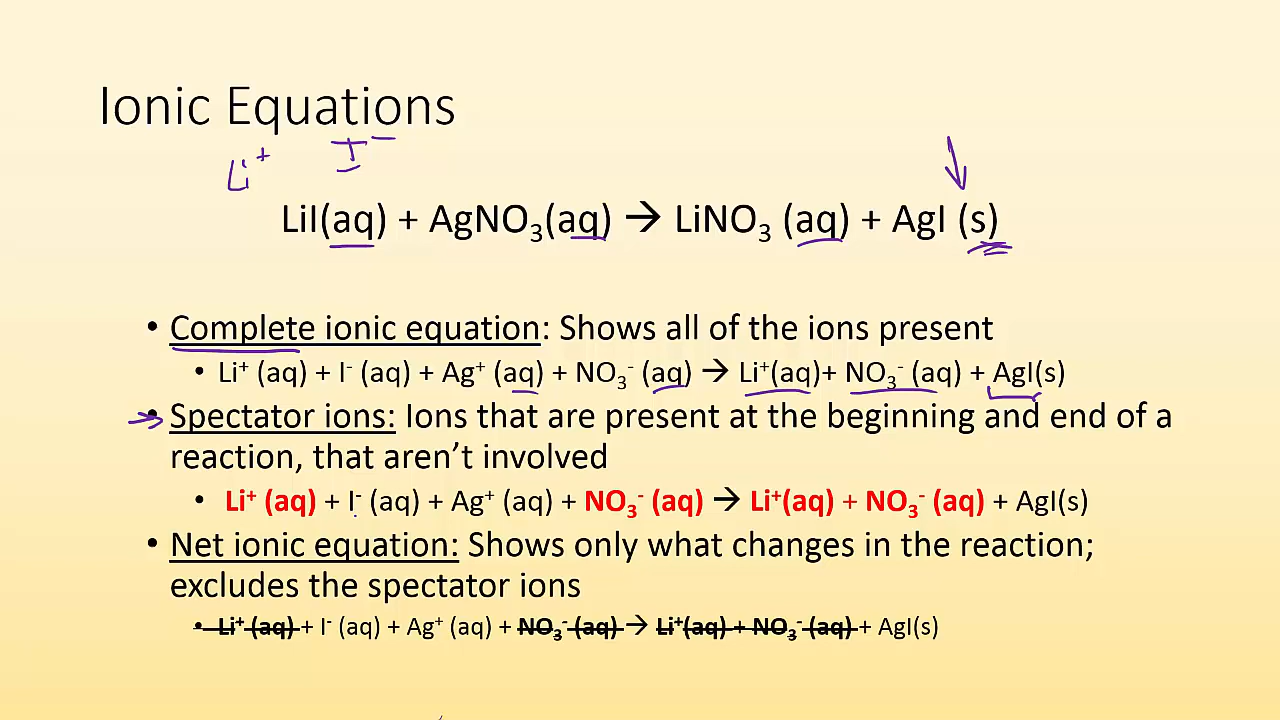 Ionic Equations
Li⁺ I⁻
LiI(aq) + AgNO₃(aq) → LiNO₃ (aq) + AgI (s)
• Complete ionic equation: Shows all of the ions present
• Li⁺ (aq) + I⁻ (aq) + Ag⁺ (aq) + NO₃⁻ (aq) → Li⁺(aq)+ NO₃⁻ (aq) + AgI(s)
• Spectator ions: Ions that are present at the beginning and end of a
reaction, that aren’t involved
• Li⁺ (aq) + I⁻ (aq) + Ag⁺ (aq) + NO₃⁻ (aq) → Li⁺(aq) + NO₃⁻ (aq) + AgI(s)
• Net ionic equation: Shows only what changes in the reaction;
excludes the spectator ions
• Li⁺ (aq) + I⁻ (aq) + Ag⁺ (aq) + NO₃⁻ (aq) → Li⁺(aq) + NO₃⁻ (aq) + AgI(s)